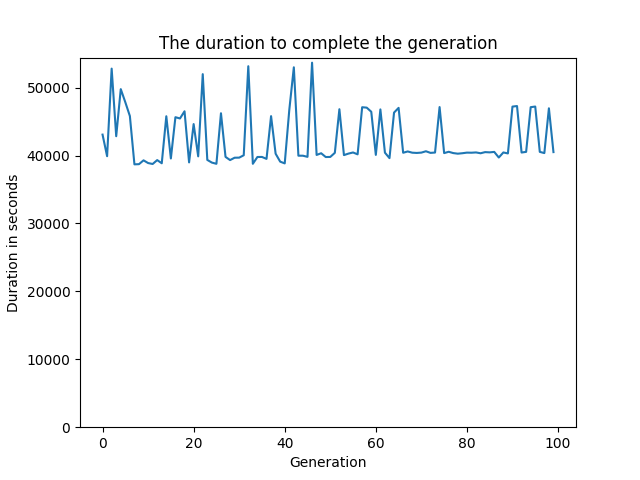 The duration to complete the generation
50000
40000
30000
20000
10000
0
Duration in seconds
0 20 40 60 80 100
Generation